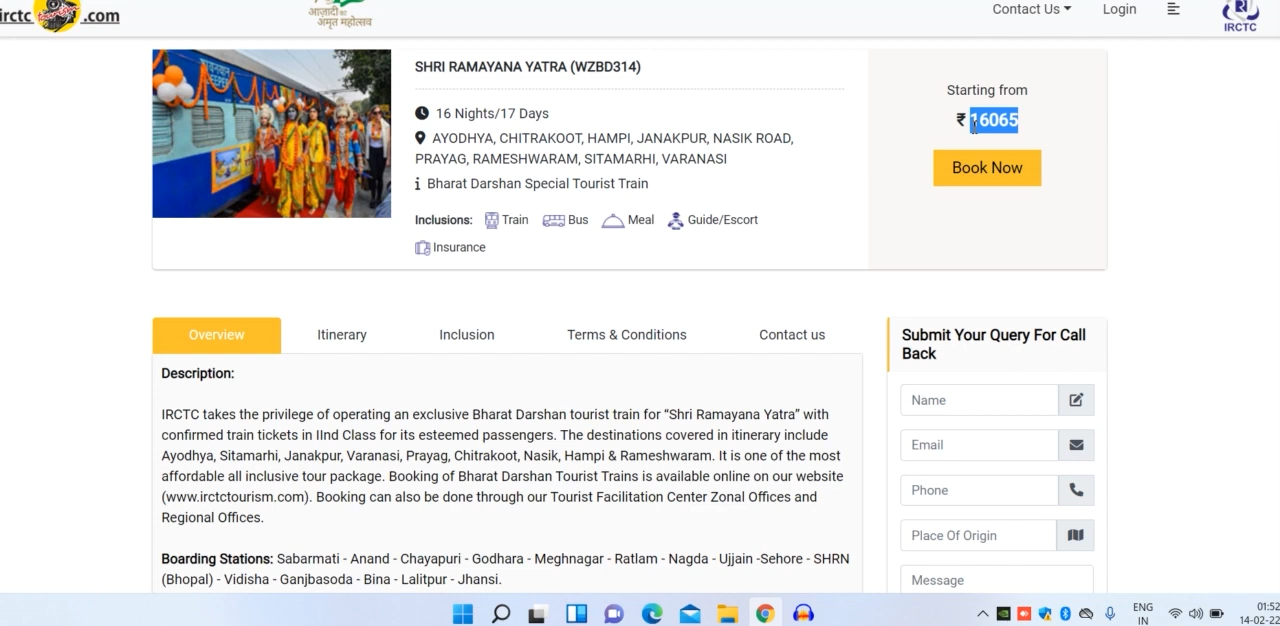 irctc tourism .com
आज़ादी का
अमृत महोत्सव
Contact Us
Login
IRCTC
SHRI RAMAYANA YATRA (WZBD314)
16 Nights/17 Days
AYODHYA, CHITRAKOOT, HAMPI, JANAKPUR, NASIK ROAD,
PRAYAG, RAMESHWARAM, SITAMARHI, VARANASI
Bharat Darshan Special Tourist Train
Inclusions: Train Bus Meal Guide/Escort
Insurance
Starting from
₹ 16065
Book Now
Overview
Itinerary
Inclusion
Terms & Conditions
Contact us
Description:
IRCTC takes the privilege of operating an exclusive Bharat Darshan tourist train for “Shri Ramayana Yatra” with
confirmed train tickets in IInd Class for its esteemed passengers. The destinations covered in itinerary include
Ayodhya, Sitamarhi, Janakpur, Varanasi, Prayag, Chitrakoot, Nasik, Hampi & Rameshwaram. It is one of the most
affordable all inclusive tour package. Booking of Bharat Darshan Tourist Trains is available online on our website
(www.irctctourism.com). Booking can also be done through our Tourist Facilitation Center Zonal Offices and
Regional Offices.
Boarding Stations: Sabarmati - Anand - Chayapuri - Godhara - Meghnagar - Ratlam - Nagda - Ujjain -Sehore - SHRN
(Bhopal) - Vidisha - Ganjbasoda - Bina - Lalitpur - Jhansi.
Submit Your Query For Call
Back
Name
Email
Phone
Place Of Origin
Message
ENG
IN
01:52
14-02-22